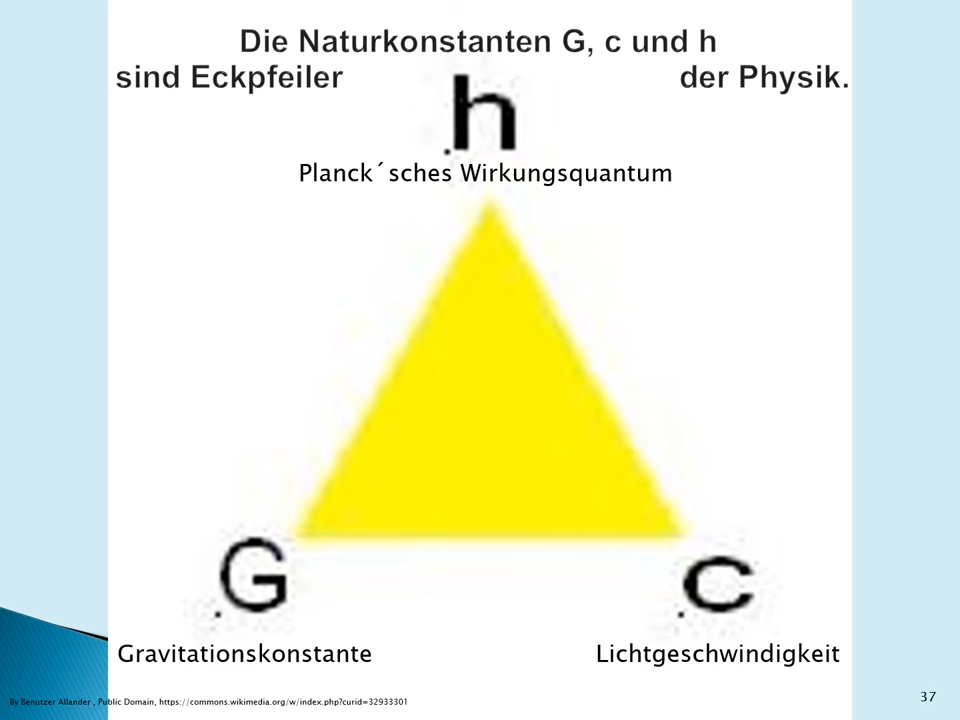 Die Naturkonstanten G, c und h
sind Eckpfeiler der Physik.
h
Planck´sches Wirkungsquantum
G c
Gravitationskonstante Lichtgeschwindigkeit
By Benutzer Allander , Public Domain, https://commons.wikimedia.org/w/index.php?curid=32933301
37